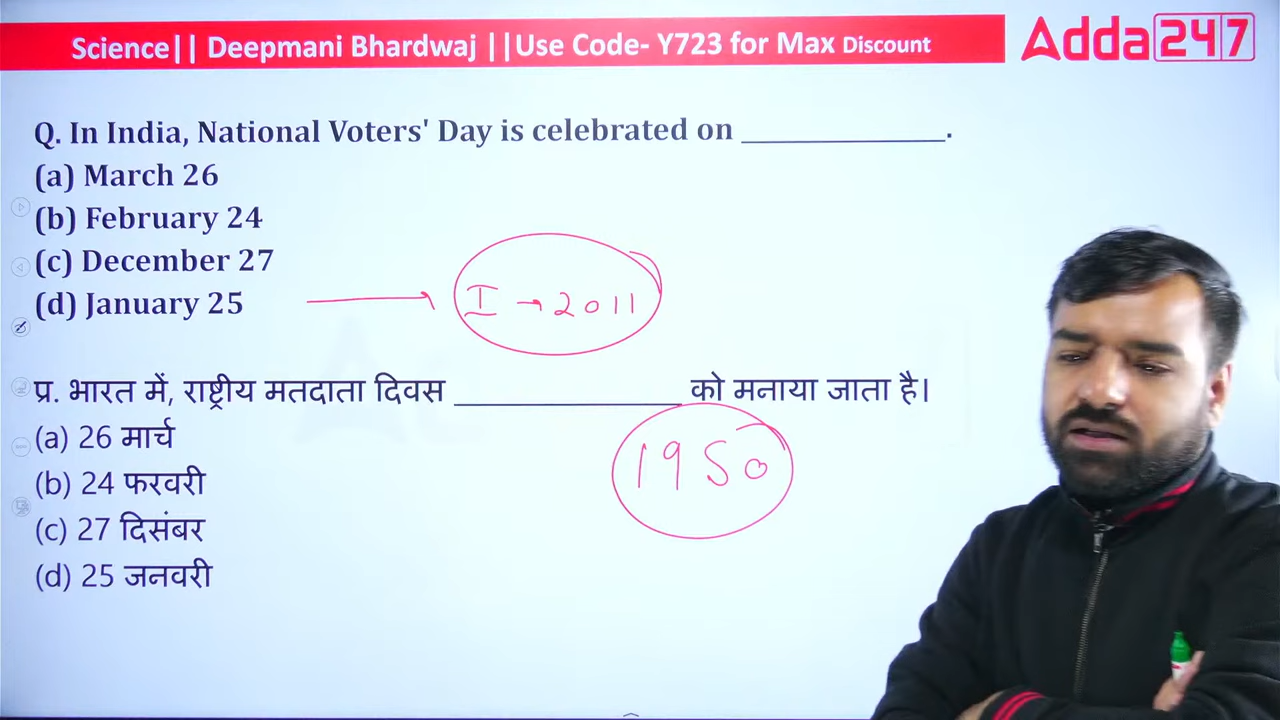 Science|| Deepmani Bhardwaj ||Use Code- Y723 for Max Discount
Adda247
Q. In India, National Voters' Day is celebrated on ______________.
(a) March 26
(b) February 24
(c) December 27
(d) January 25
I → 2011
प्र. भारत में, राष्ट्रीय मतदाता दिवस ______________ को मनाया जाता है।
1950
(a) 26 मार्च
(b) 24 फरवरी
(c) 27 दिसंबर
(d) 25 जनवरी